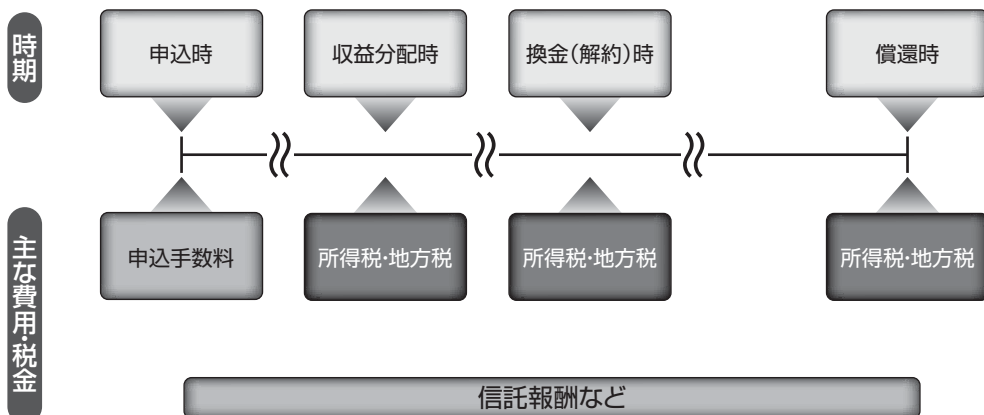 時期
申込時
収益分配時
換金(解約)時
償還時
主な費用・税金
申込手数料
所得税・地方税
所得税・地方税
所得税・地方税
信託報酬など